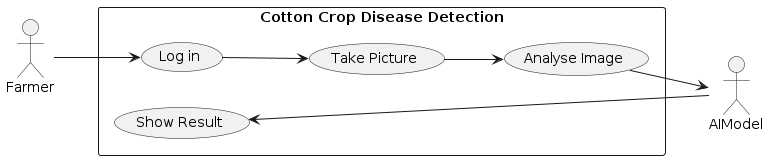 Cotton Crop Disease Detection
Farmer
Log in
Take Picture
Analyse Image
Show Result
AIModel